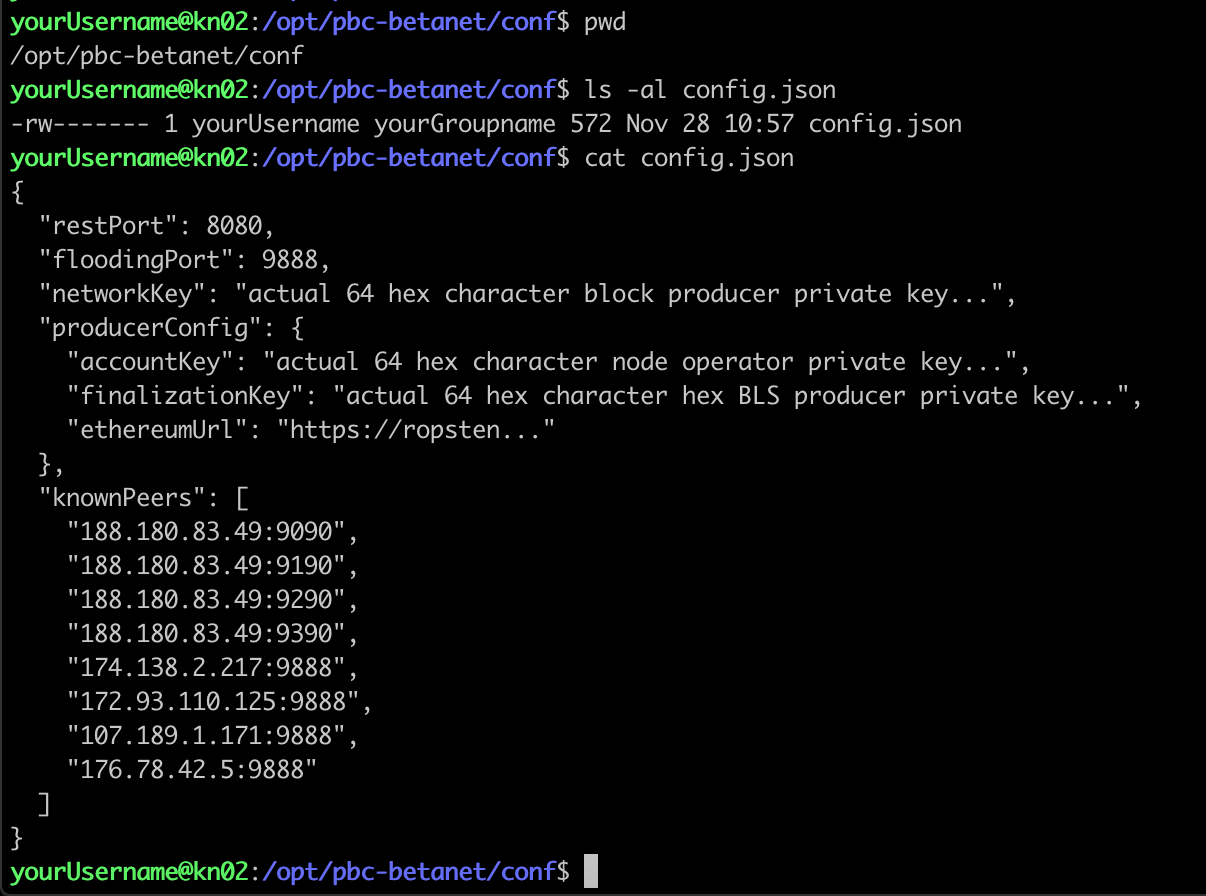 yourUsername@kn02:/opt/pbc-betanet/conf$ pwd
/opt/pbc-betanet/conf
yourUsername@kn02:/opt/pbc-betanet/conf$ ls -al config.json
-rw------- 1 yourUsername yourGroupname 572 Nov 28 10:57 config.json
yourUsername@kn02:/opt/pbc-betanet/conf$ cat config.json
{
  "restPort": 8080,
  "floodingPort": 9888,
  "networkKey": "actual 64 hex character block producer private key...",
  "producerConfig": {
    "accountKey": "actual 64 hex character node operator private key...",
    "finalizationKey": "actual 64 hex character hex BLS producer private key...",
    "ethereumUrl": "https://ropsten..."
  },
  "knownPeers": [
    "188.180.83.49:9090",
    "188.180.83.49:9190",
    "188.180.83.49:9290",
    "188.180.83.49:9390",
    "174.138.2.217:9888",
    "172.93.110.125:9888",
    "107.189.1.171:9888",
    "176.78.42.5:9888"
  ]
}
yourUsername@kn02:/opt/pbc-betanet/conf$